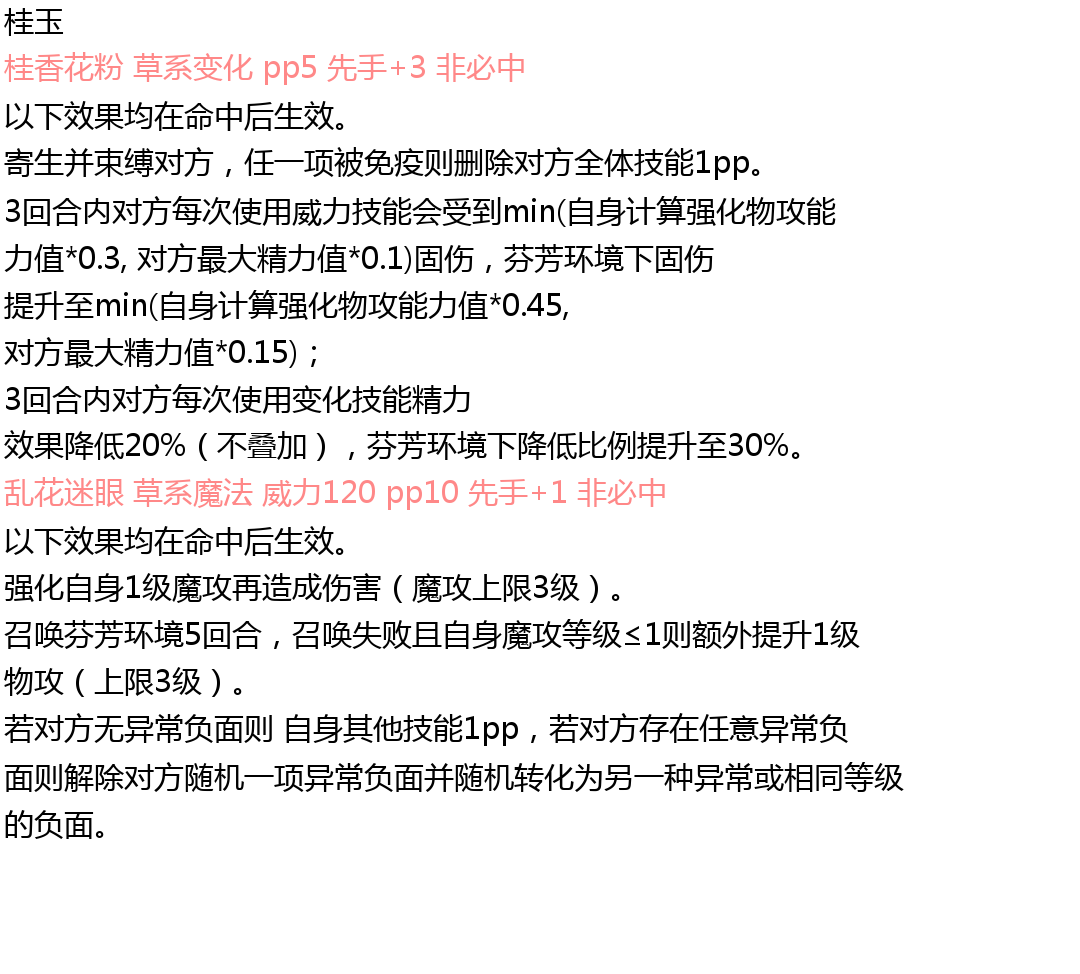 桂玉
桂香花粉 草系变化 pp5 先手+3 非必中
以下效果均在命中后生效。
寄生并束缚对方，任一项被免疫则删除对方全体技能1pp。
3回合内对方每次使用威力技能会受到min(自身计算强化物攻能
力值*0.3, 对方最大精力值*0.1)固伤，芬芳环境下固伤
提升至min(自身计算强化物攻能力值*0.45,
对方最大精力值*0.15)；
3回合内对方每次使用变化技能精力
效果降低20%（不叠加），芬芳环境下降低比例提升至30%。
乱花迷眼 草系魔法 威力120 pp10 先手+1 非必中
以下效果均在命中后生效。
强化自身1级魔攻再造成伤害（魔攻上限3级）。
召唤芬芳环境5回合，召唤失败且自身魔攻等级≤1则额外提升1级
物攻（上限3级）。
若对方无异常负面则 自身其他技能1pp，若对方存在任意异常负
面则解除对方随机一项异常负面并随机转化为另一种异常或相同等级
的负面。